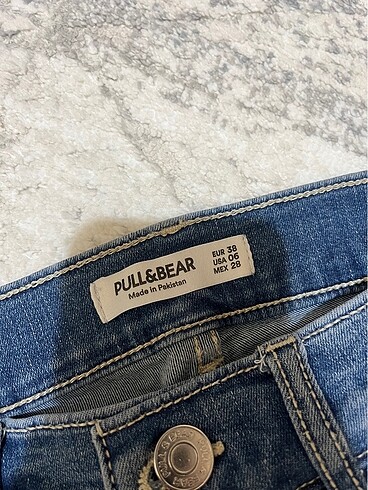 PULL&BEAR
Made in Pakistan
EUR 38
USA 06
MEX 28